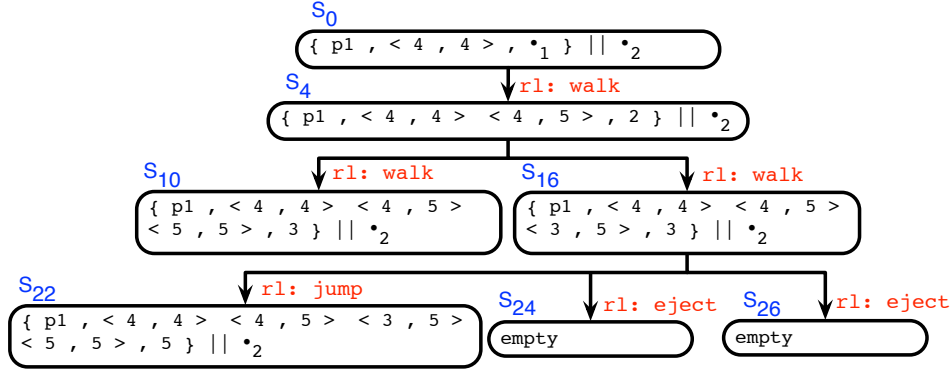 S0
{ p1 , < 4 , 4 > , •1 } || •2
rl: walk
S4
{ p1 , < 4 , 4 > < 4 , 5 > , 2 } || •2
rl: walk
rl: walk
S10
{ p1 , < 4 , 4 > < 4 , 5 >
< 5 , 5 > , 3 } || •2
S16
{ p1 , < 4 , 4 > < 4 , 5 >
< 3 , 5 > , 3 } || •2
rl: jump
rl: eject
rl: eject
S22
{ p1 , < 4 , 4 > < 4 , 5 > < 3 , 5 >
< 5 , 5 > , 5 } || •2
S24
empty
S26
empty